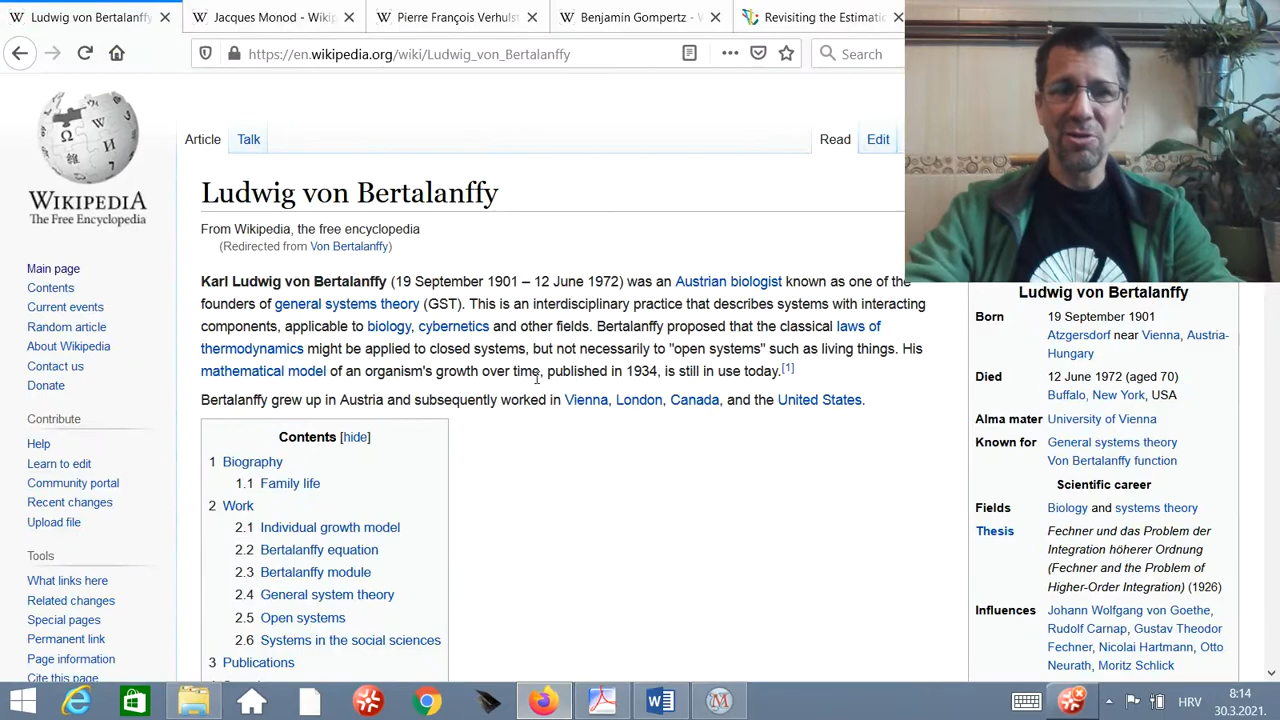 Ludwig von Bertalanffy
Jacques Monod - Wikip
Pierre François Verhulst
Benjamin Gompertz - W
Revisiting the Estimatio
https://en.wikipedia.org/wiki/Ludwig_von_Bertalanffy
Search
WIKIPEDIA
The Free Encyclopedia
Main page
Contents
Current events
Random article
About Wikipedia
Contact us
Donate
Contribute
Help
Learn to edit
Community portal
Recent changes
Upload file
Tools
What links here
Related changes
Special pages
Permanent link
Page information
Cite this page
Article Talk
Read Edit
Ludwig von Bertalanffy
From Wikipedia, the free encyclopedia
(Redirected from Von Bertalanffy)
Karl Ludwig von Bertalanffy (19 September 1901 – 12 June 1972) was an Austrian biologist known as one of the
founders of general systems theory (GST). This is an interdisciplinary practice that describes systems with interacting
components, applicable to biology, cybernetics and other fields. Bertalanffy proposed that the classical laws of
thermodynamics might be applied to closed systems, but not necessarily to "open systems" such as living things. His
mathematical model of an organism's growth over time, published in 1934, is still in use today.[1]
Bertalanffy grew up in Austria and subsequently worked in Vienna, London, Canada, and the United States.
Contents [hide]
1 Biography
1.1 Family life
2 Work
2.1 Individual growth model
2.2 Bertalanffy equation
2.3 Bertalanffy module
2.4 General system theory
2.5 Open systems
2.6 Systems in the social sciences
3 Publications
Ludwig von Bertalanffy
Born 19 September 1901
Atzgersdorf near Vienna, Austria-
Hungary
Died 12 June 1972 (aged 70)
Buffalo, New York, USA
Alma mater University of Vienna
Known for General systems theory
Von Bertalanffy function
Scientific career
Fields Biology and systems theory
Thesis Fechner und das Problem der
Integration höherer Ordnung
(Fechner and the Problem of
Higher-Order Integration) (1926)
Influences Johann Wolfgang von Goethe,
Rudolf Carnap, Gustav Theodor
Fechner, Nicolai Hartmann, Otto
Neurath, Moritz Schlick
HRV
8:14
30.3.2021.